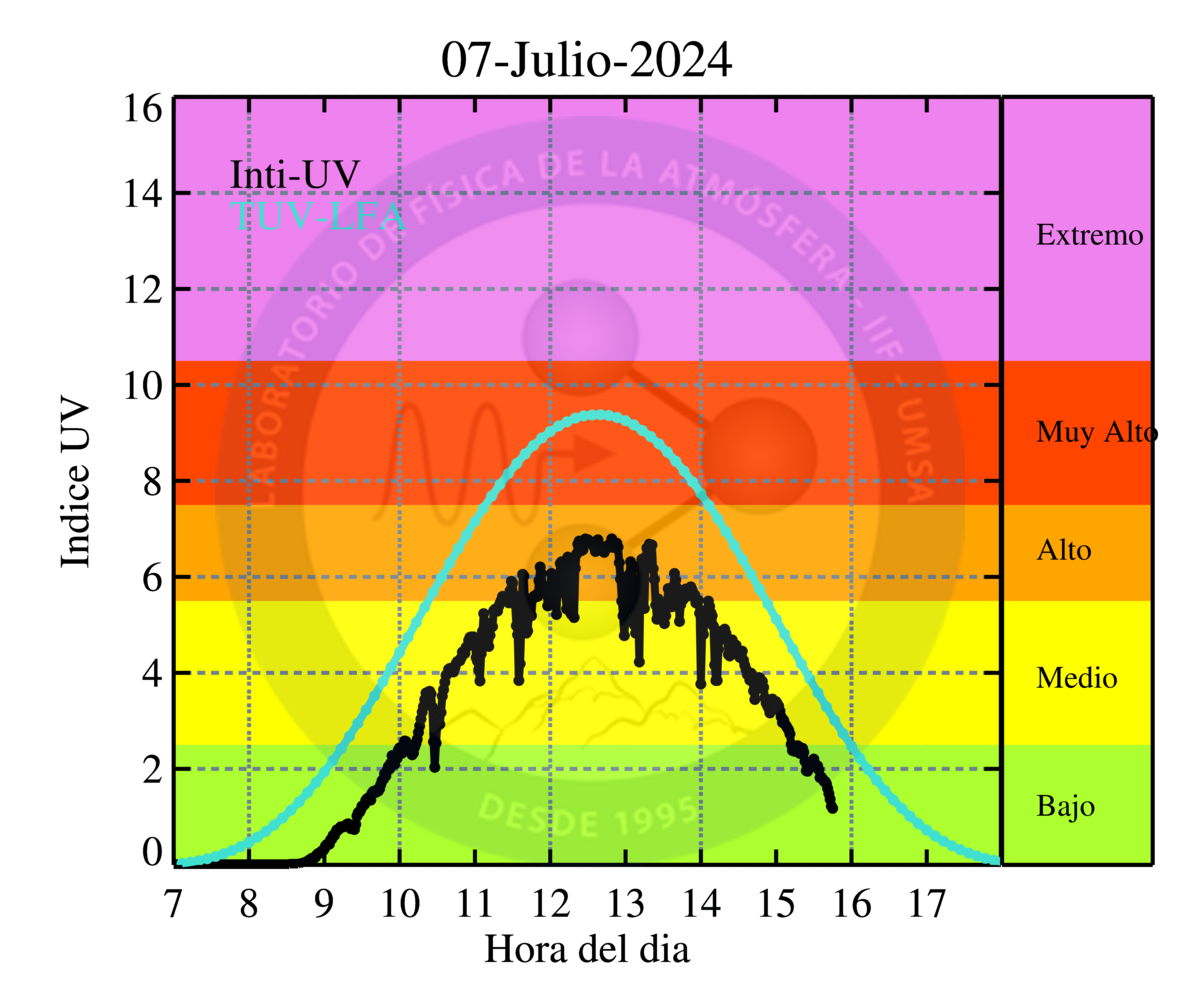 07-Julio-2024
16
14
12
10
8
6
4
2
0
Indice UV
Inti-UV
TUV-LFA
LABORATORIO DE FÍSICA DE LA ATMÓSFERA - IIF - UMSA
DESDE 1995
Extremo
Muy Alto
Alto
Medio
Bajo
7 8 9 10 11 12 13 14 15 16 17
Hora del dia